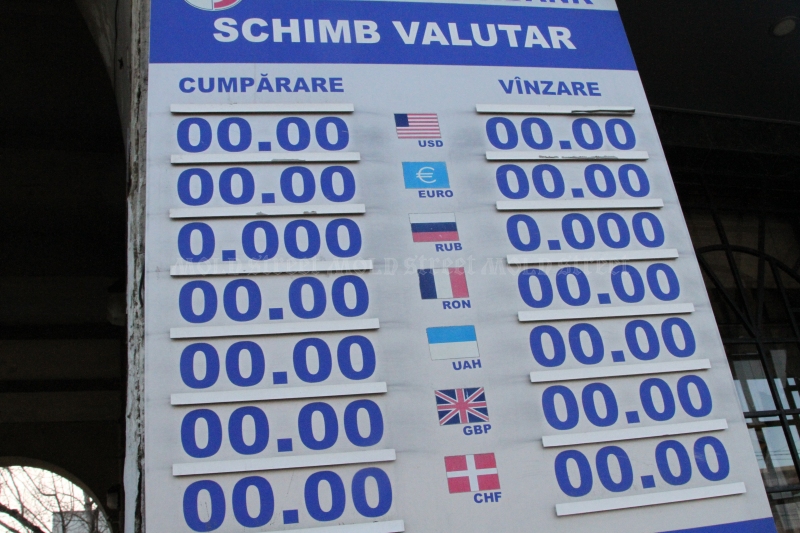 BANK
SCHIMB VALUTAR
CUMPĂRARE VÎNZARE
00.00 USD 00.00
00.00 EURO 00.00
0.000 RUB 0.000
00.00 RON 00.00
00.00 UAH 00.00
00.00 GBP 00.00
00.00 CHF 00.00